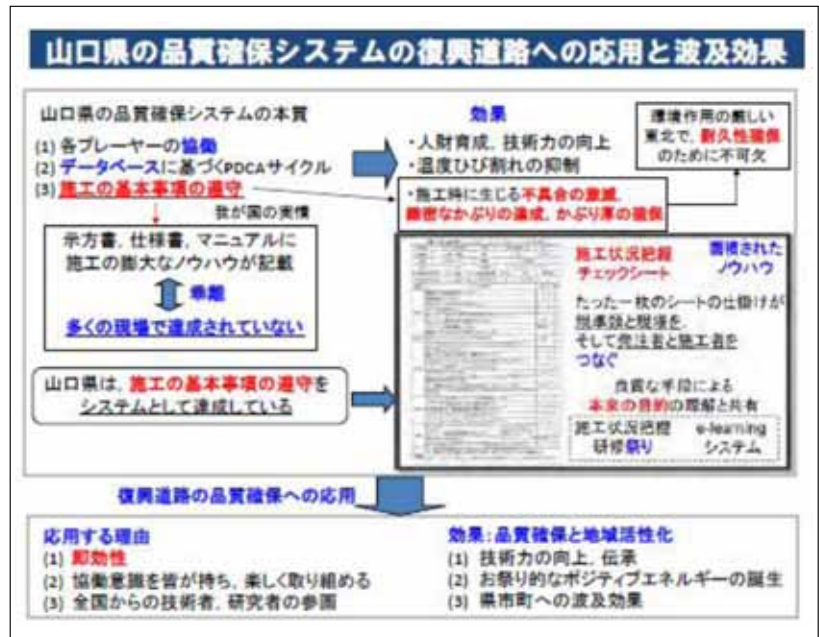 山口県の品質確保システムの復興道路への応用と波及効果
山口県の品質確保システムの本質
(1) 各プレーヤーの協働
(2) データベースに基づくPDCAサイクル
(3) 施工の基本事項の遵守
効果
・人財育成, 技術力の向上
・温度ひび割れの抑制
・施工時に生じる不具合の激減,
緻密なかぶりの達成, かぶり厚の確保
環境作用の厳しい
東北で, 耐久性確保
のために不可欠
我が国の実情
示方書, 仕様書, マニュアルに
施工の膨大なノウハウが記載
乖離
多くの現場で達成されていない
山口県は, 施工の基本事項の遵守を
システムとして達成している
施工状況把握
チェックシート
された
ノウハウ
たった一枚のシートの仕掛けが
と現場を,
そして発注者と施工者を
つなぐ
良質な手段による
本来の目的の理解と共有
施工状況把握
研修祭り
e-learning
システム
復興道路の品質確保への応用
応用する理由
(1) 即効性
(2) 協働意識を皆が持ち, 楽しく取り組める
(3) 全国からの技術者, 研究者の参画
効果：品質確保と地域活性化
(1) 技術力の向上, 伝承
(2) お祭り的なポジティブエネルギーの誕生
(3) 県市町への波及効果